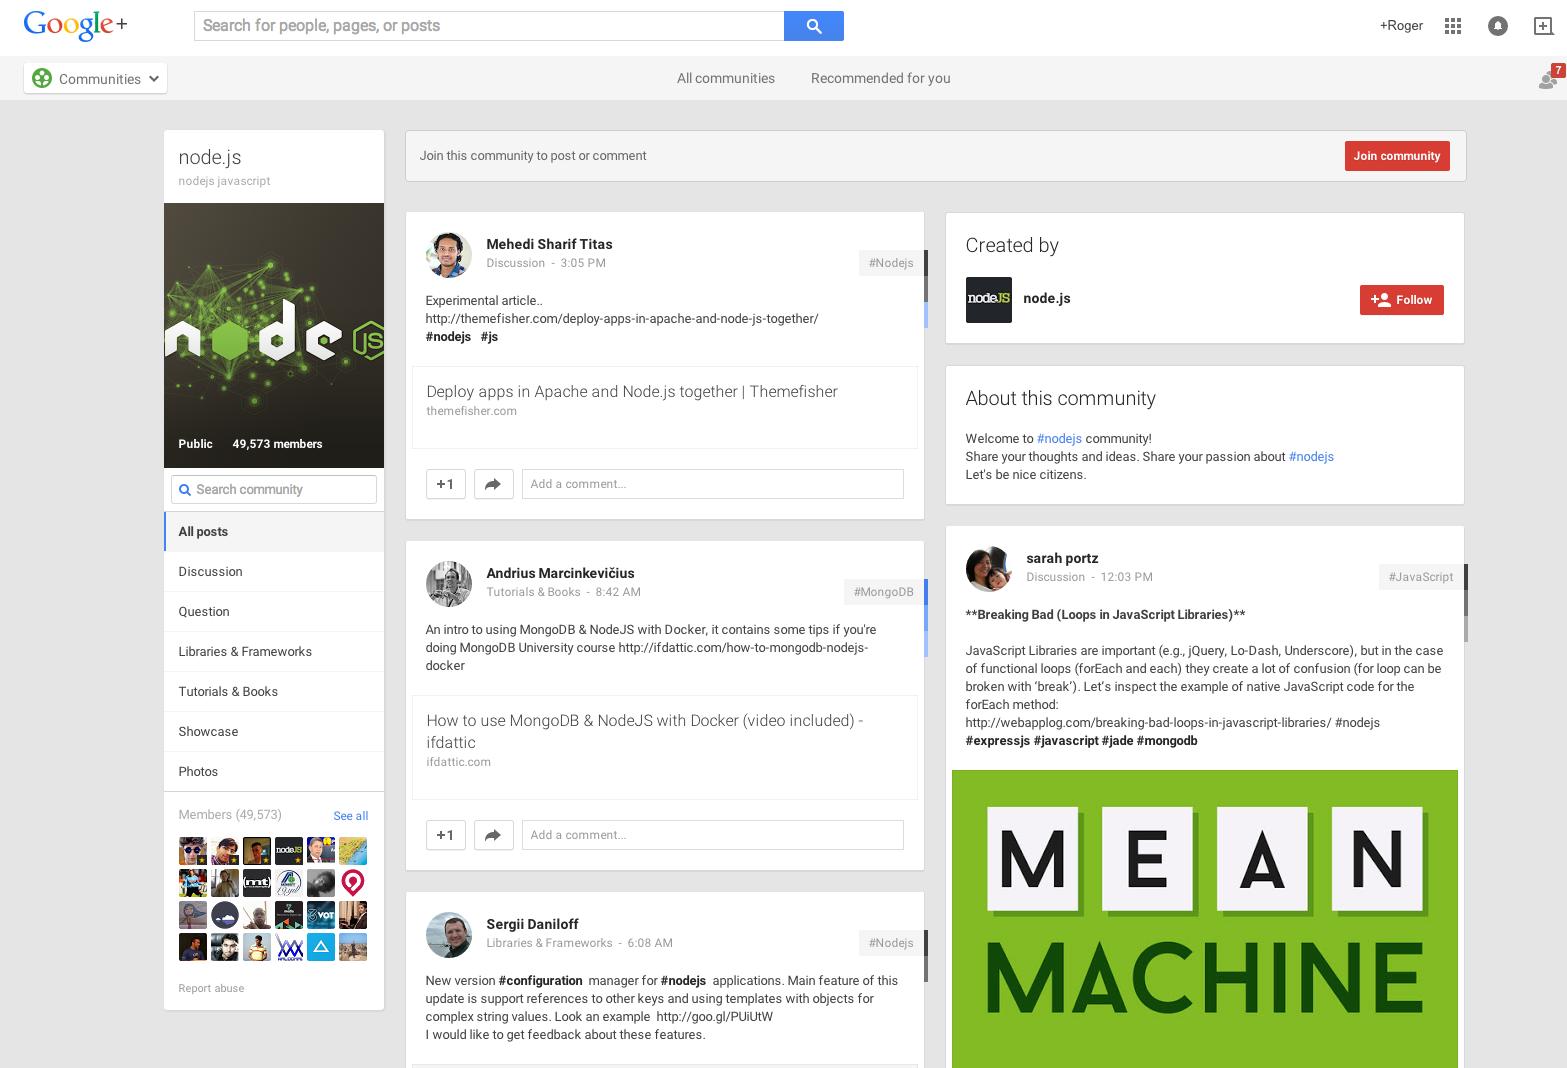 Google+
Search for people, pages, or posts
+Roger
Communities
All communities
Recommended for you
7
node.js
nodejs javascript
node
JS
Public 49,573 members
Search community
All posts
Discussion
Question
Libraries & Frameworks
Tutorials & Books
Showcase
Photos
Members (49,573)
See all
nodeJS
(mt)
VOT
Report abuse
Join this community to post or comment
Join community
Mehedi Sharif Titas
Discussion - 3:05 PM
#Nodejs
Experimental article..
http://themefisher.com/deploy-apps-in-apache-and-node-js-together/
#nodejs #js
Deploy apps in Apache and Node.js together | Themefisher
themefisher.com
+1
Add a comment...
Andrius Marcinkevičius
Tutorials & Books - 8:42 AM
#MongoDB
An intro to using MongoDB & NodeJS with Docker, it contains some tips if you're
doing MongoDB University course http://ifdattic.com/how-to-mongodb-nodejs-
docker
How to use MongoDB & NodeJS with Docker (video included) -
ifdattic
ifdattic.com
+1
Add a comment...
Sergii Daniloff
Libraries & Frameworks - 6:08 AM
#Nodejs
New version #configuration manager for #nodejs applications. Main feature of this
update is support references to other keys and using templates with objects for
complex string values. Look an example http://goo.gl/PUiUtW
I would like to get feedback about these features.
Created by
nodeJS
node.js
Follow
About this community
Welcome to #nodejs community!
Share your thoughts and ideas. Share your passion about #nodejs
Let's be nice citizens.
sarah portz
Discussion - 12:03 PM
#JavaScript
**Breaking Bad (Loops in JavaScript Libraries)**
JavaScript Libraries are important (e.g., jQuery, Lo-Dash, Underscore), but in the case
of functional loops (forEach and each) they create a lot of confusion (for loop can be
broken with ‘break’). Let’s inspect the example of native JavaScript code for the
forEach method:
http://webapplog.com/breaking-bad-loops-in-javascript-libraries/ #nodejs
#expressjs #javascript #jade #mongodb
MEAN
MACHINE